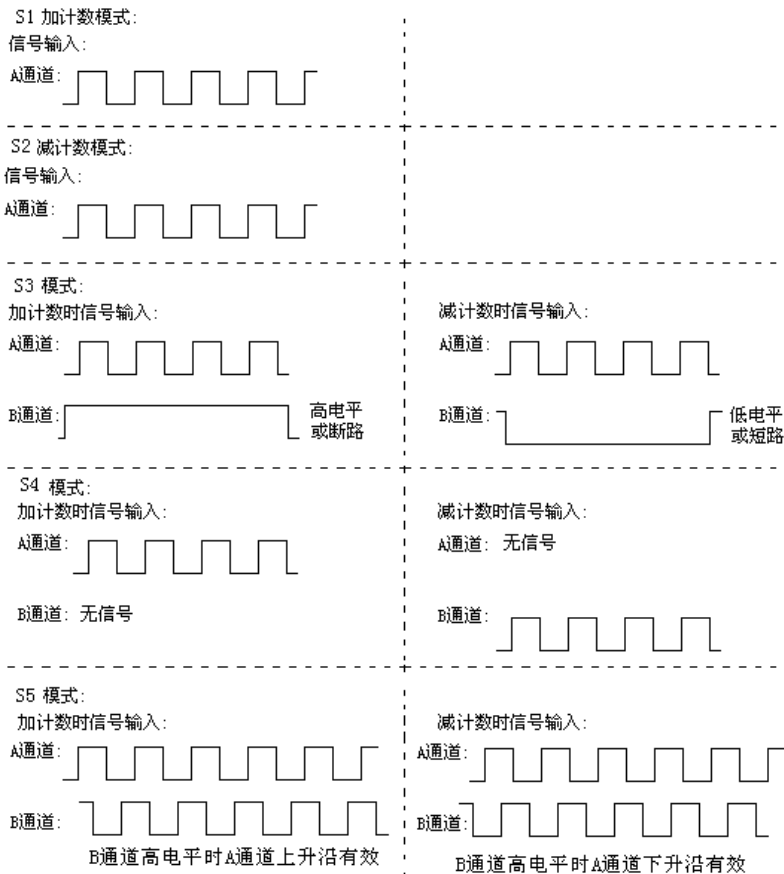 S1 加计数模式:
信号输入:
A通道:
S2 减计数模式:
信号输入:
A通道:
S3 模式:
加计数时信号输入:
A通道:
B通道:
高电平
或断路
减计数时信号输入:
A通道:
B通道:
低电平
或短路
S4 模式:
加计数时信号输入:
A通道:
B通道: 无信号
减计数时信号输入:
A通道: 无信号
B通道:
S5 模式:
加计数时信号输入:
A通道:
B通道:
B通道高电平时A通道上升沿有效
减计数时信号输入:
A通道:
B通道:
B通道高电平时A通道下升沿有效